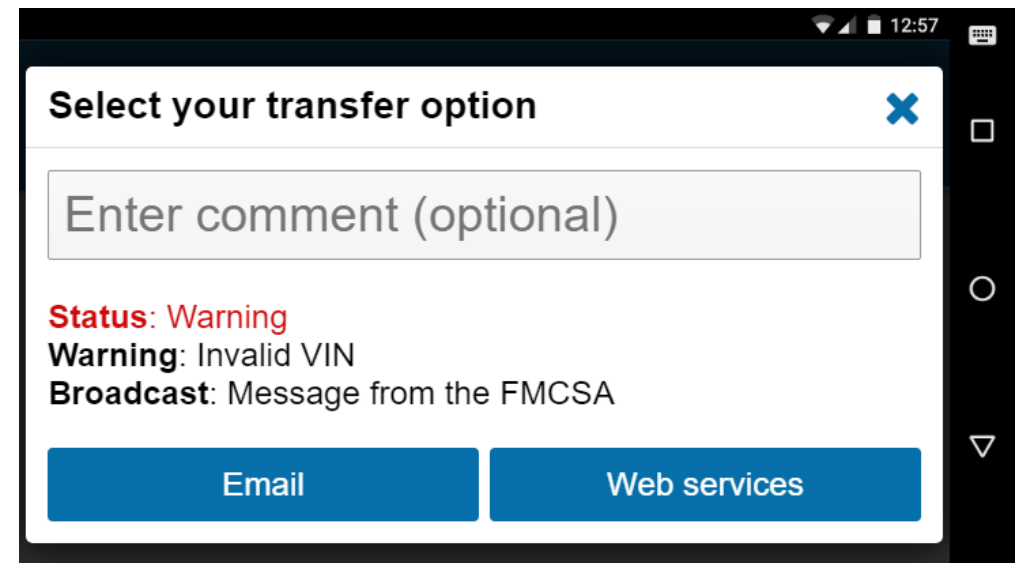 12:57
Select your transfer option
Enter comment (optional)
Status: Warning
Warning: Invalid VIN
Broadcast: Message from the FMCSA
Email
Web services